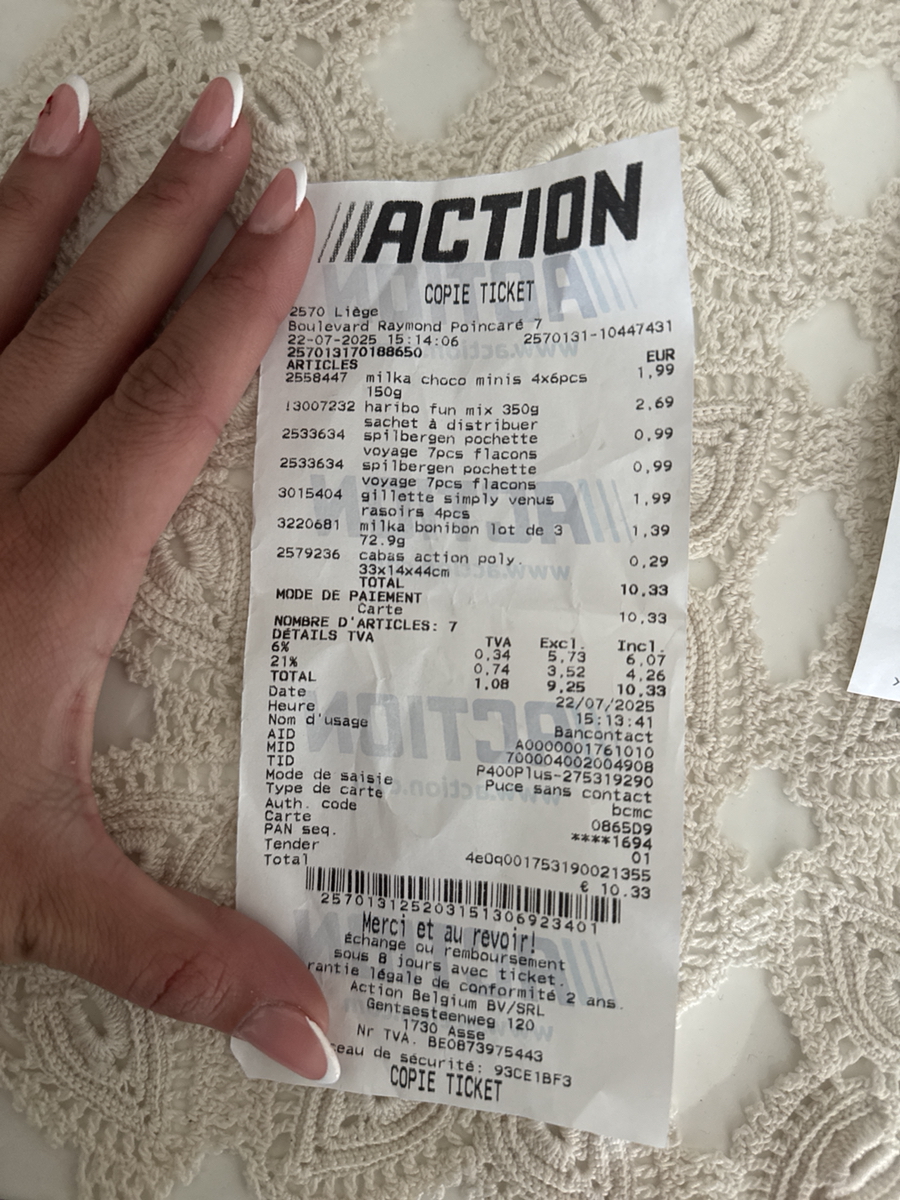 ///ACTION
COPIE TICKET
2570 Liège
Boulevard Raymond Poincaré 7
22-07-2025 15:14:06 2570131-10447431
257013170188650
ARTICLES EUR
2558447 milka choco minis 4x6pcs 1,99
150g
13007232 haribo fun mix 350g 2,69
sachet à distribuer
2533634 spilbergen pochette 0,99
voyage 7pcs flacons
2533634 spilbergen pochette 0,99
voyage 7pcs flacons
3015404 gillette simply venus 1,99
rasoirs 4pcs
3220681 milka bonibon lot de 3 1,39
72.9g
2579236 cabas action poly. 0,29
33x14x44cm
TOTAL 10,33
MODE DE PAIEMENT
Carte 10,33
NOMBRE D'ARTICLES: 7
DÉTAILS TVA TVA Excl. Incl.
6% 0,34 5,73 6,07
21% 0,74 3,52 4,26
TOTAL 1,08 9,25 10,33
Date 22/07/2025
Heure 15:13:41
Nom d'usage Bancontact
AID A0000001761010
MID 700004002004908
TID P400Plus-275319290
Mode de saisie Puce sans contact
Type de carte bcmc
Auth. code 0865D9
Carte ****1694
PAN seq. 01
Tender 4e0q001753190021355
Total € 10.33
257013125203151306923401
Merci et au revoir!
Échange ou remboursement
sous 8 jours avec ticket.
rantie légale de conformité 2 ans.
Action Belgium BV/SRL
Gentsesteenweg 120
1730 Asse
Nr TVA. BE0873975443
eau de sécurité: 93CE1BF3
COPIE TICKET